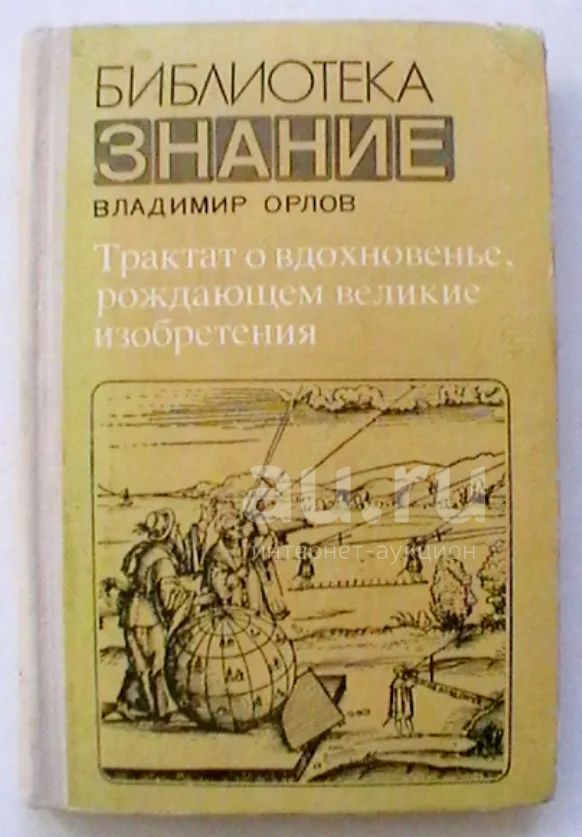 БИБЛИОТЕКА
ЗНАНИЕ
ВЛАДИМИР ОРЛОВ
Трактат о вдохновенье,
рождающем великие
изобретения
au.ru
интернет-аукцион